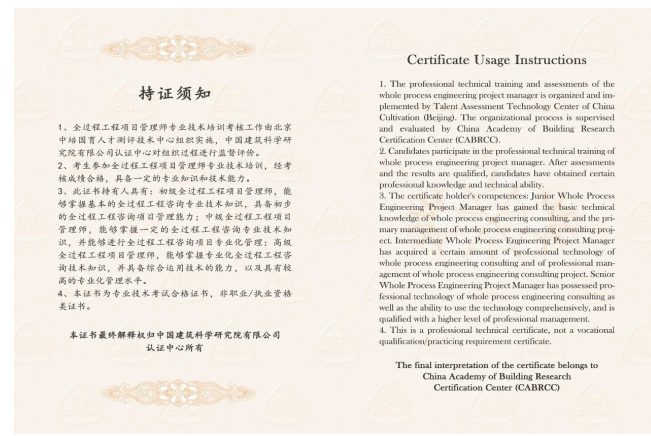 持证须知
1、全过程工程项目管理师专业技术培训考核工作由北京
中培国育人才测评技术中心组织实施，中国建筑科学研
究院有限公司认证中心对组织过程进行监督评价。
2、考生参加全过程工程项目管理师专业技术培训，经考
核成绩合格，具备一定的专业知识和技术能力。
3、此证书持有人具有：初级全过程工程项目管理师，能
够掌握基本的全过程工程咨询专业技术知识，具备初步
的全过程工程咨询项目管理能力；中级全过程工程项目
管理师，能够掌握一定的全过程工程咨询专业技术知
识，并能够进行全过程工程咨询项目专业化管理；高级
全过程工程项目管理师，能够掌握专业化全过程工程咨
询技术知识，并具备综合运用技术的能力，以及具有较
高的专业化管理水平。
4、本证书为专业技术考试合格证书，非职业/执业资格
类证书。
本证书最终解释权归中国建筑科学研究院有限公司
认证中心所有
Certificate Usage Instructions
1. The professional technical training and assessments of the
whole process engineering project manager is organized and im-
plemented by Talent Assessment Technology Center of China
Cultivation (Beijing). The organizational process is supervised
and evaluated by China Academy of Building Research
Certification Center (CABRCC).
2. Candidates participate in the professional technical training of
whole process engineering project manager. After assessments
and the results are qualified, candidates have obtained certain
professional knowledge and technical ability.
3. The certificate holder's competences: Junior Whole Process
Engineering Project Manager has gained the basic technical
knowledge of whole process engineering consulting, and the pri-
mary management of whole process engineering consulting proj-
ect. Intermediate Whole Process Engineering Project Manager
has acquired a certain amount of professional technology of
whole process engineering consulting and of professional man-
agement of whole process engineering consulting project. Senior
Whole Process Engineering Project Manager has possessed pro-
fessional technology of whole process engineering consulting as
well as the ability to use the technology comprehensively, and is
qualified with a higher level of professional management.
4. This is a professional technical certificate, not a vocational
qualification/practicing requirement certificate.
The final interpretation of the certificate belongs to
China Academy of Building Research
Certification Center (CABRCC)